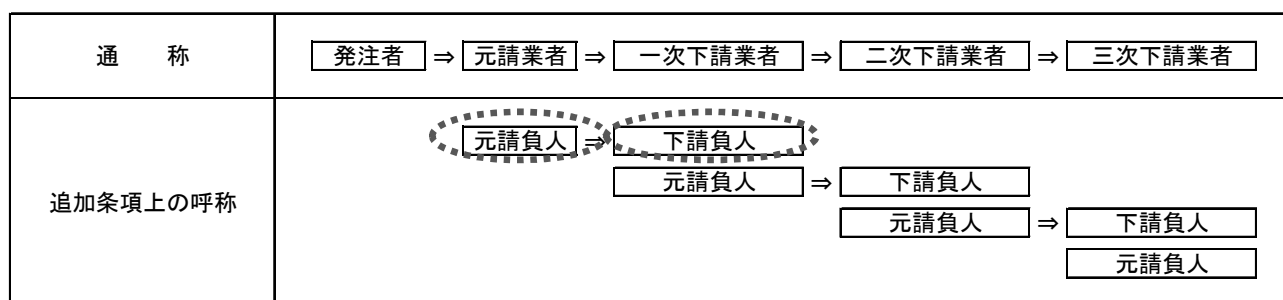 通　　称
発注者 ⇒ 元請業者 ⇒ 一次下請業者 ⇒ 二次下請業者 ⇒ 三次下請業者
追加条項上の呼称
元請負人 ⇒ 下請負人
元請負人 ⇒ 下請負人
元請負人 ⇒ 下請負人
元請負人